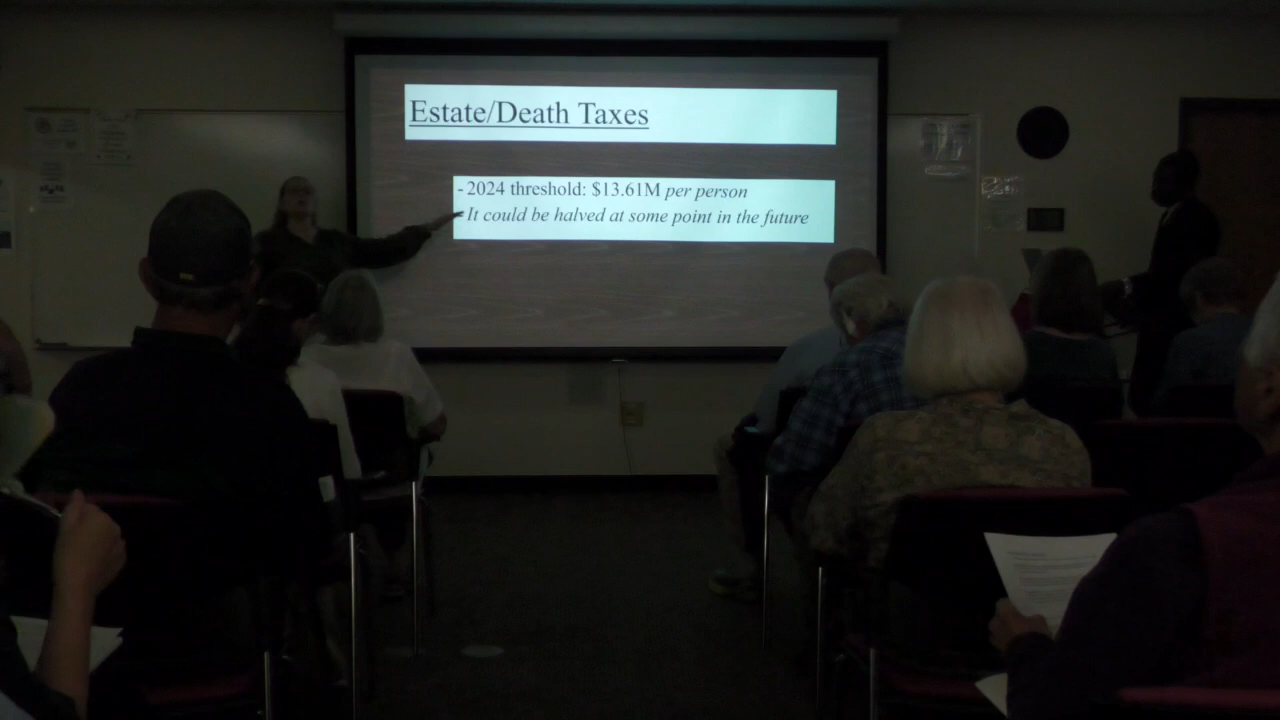 Estate/Death Taxes
- 2024 threshold: $13.61M per person
- It could be halved at some point in the future